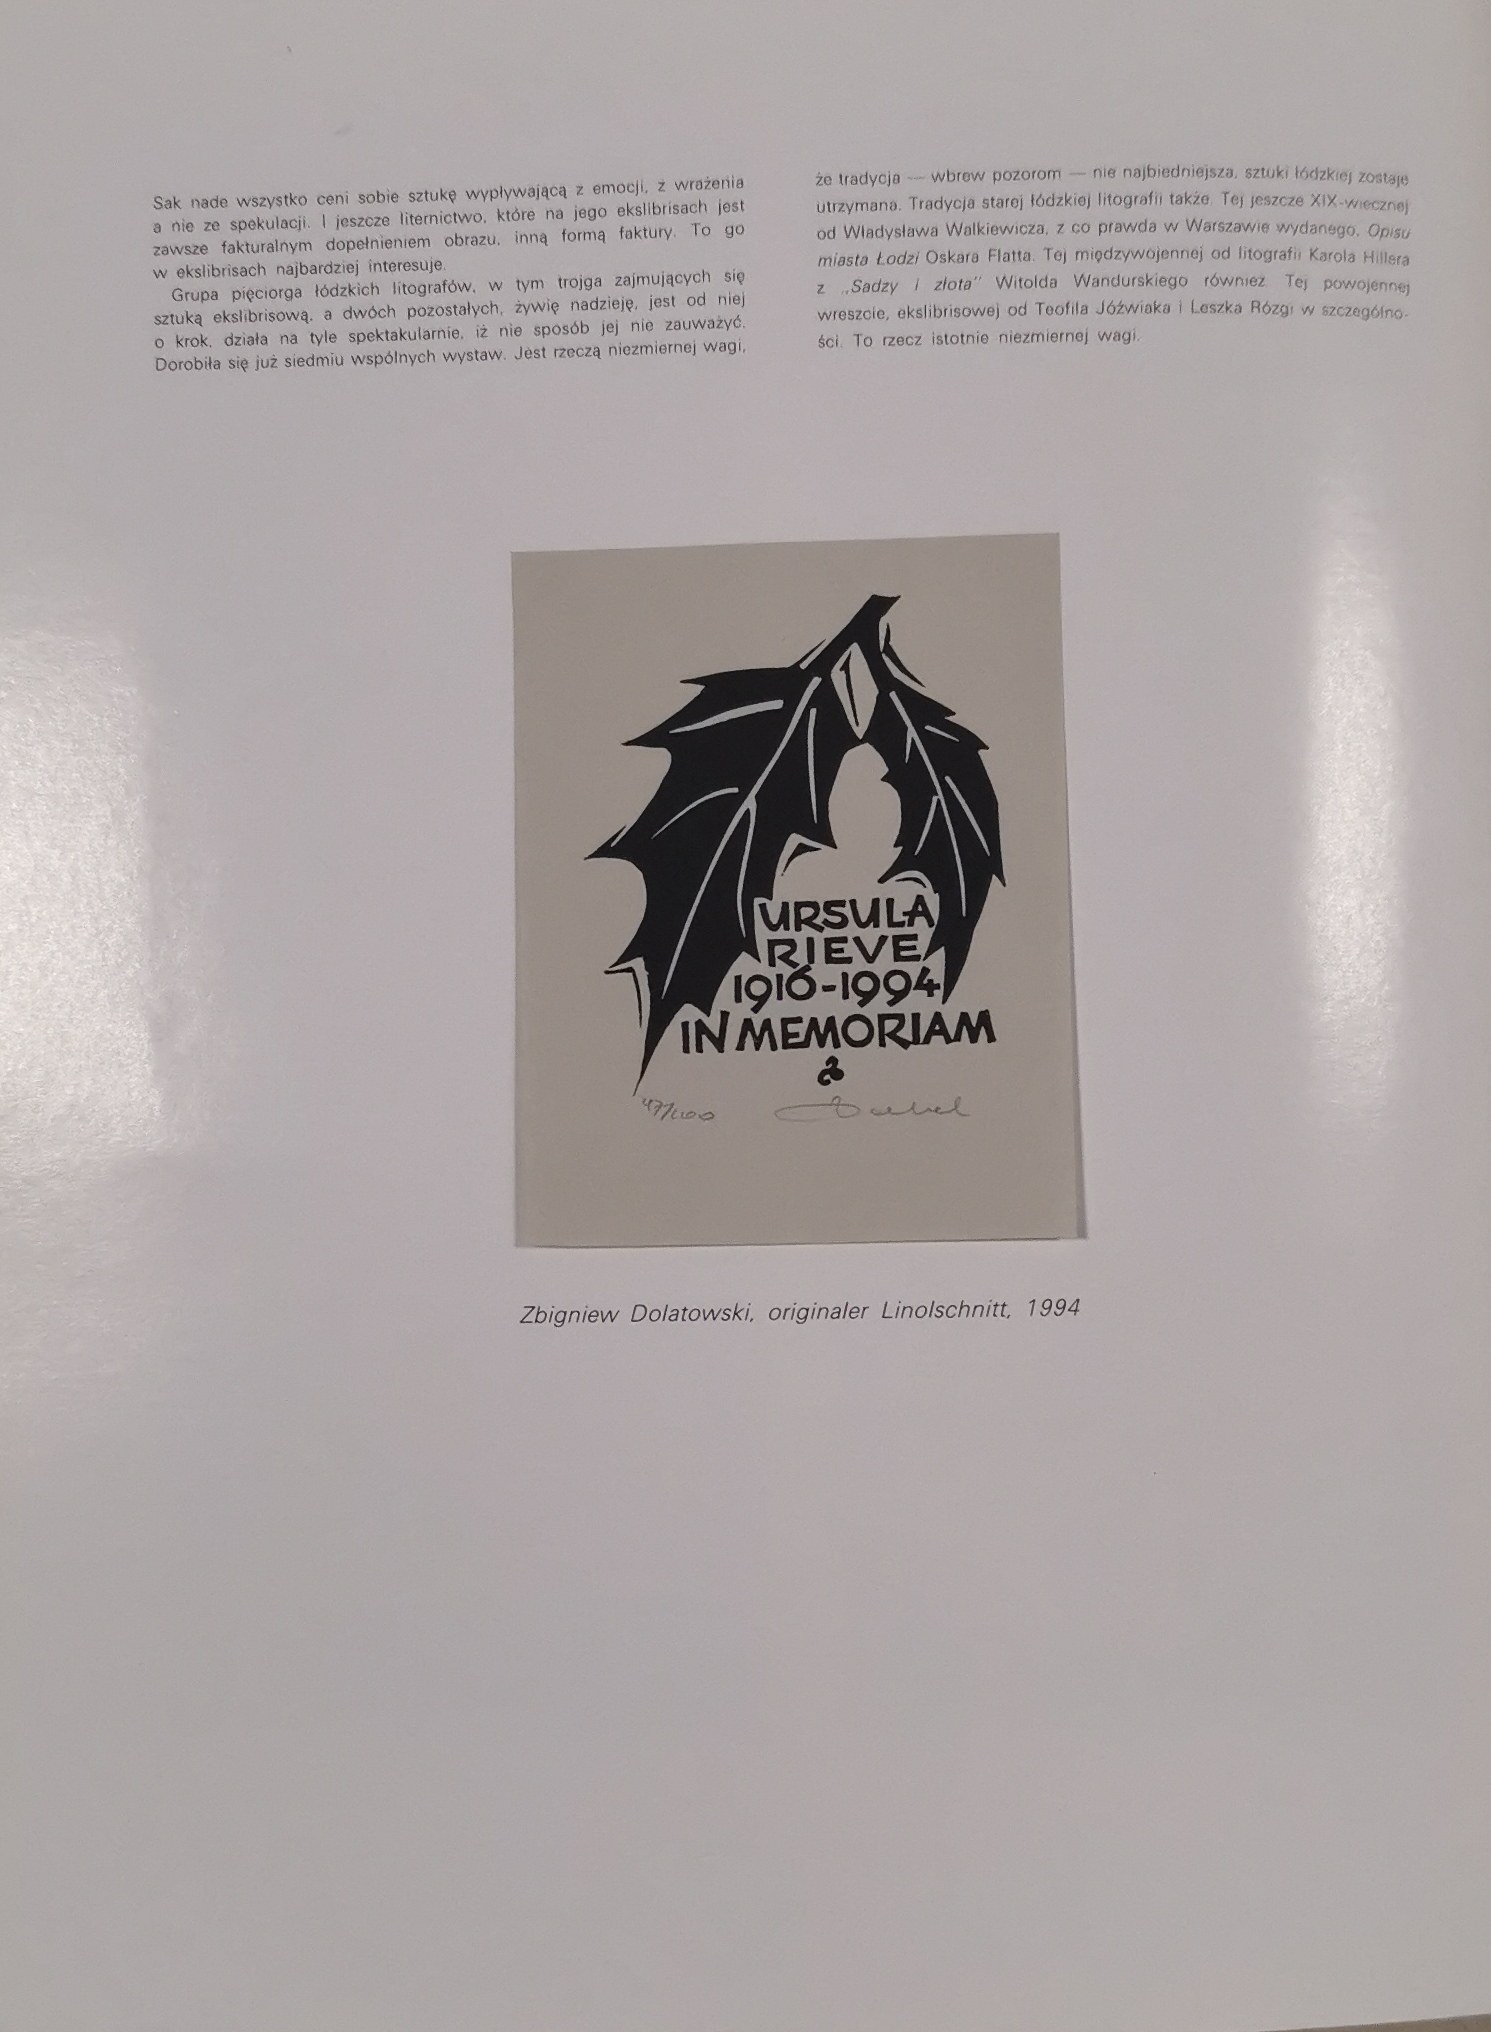 Sak nade wszystko ceni sobie sztukę wypływającą z emocji, z wrażenia
a nie ze spekulacji. I jeszcze liternictwo, które na jego ekslibrisach jest
zawsze fakturalnym dopełnieniem obrazu, inną formą faktury. To go
w ekslibrisach najbardziej interesuje.
Grupa pięciorga łódzkich litografów, w tym trojga zajmujących się
sztuką ekslibrisową, a dwóch pozostałych, żywię nadzieję, jest od niej
o krok, działa na tyle spektakularnie, iż nie sposób jej nie zauważyć.
Dorobiła się już siedmiu wspólnych wystaw. Jest rzeczą niezmiernej wagi,
że tradycja — wbrew pozorom — nie najbiedniejsza, sztuki łódzkiej zostaje
utrzymana. Tradycja starej łódzkiej litografii także. Tej jeszcze XIX-wiecznej
od Władysława Walkiewicza, z co prawda w Warszawie wydanego, Opisu
miasta Łodzi Oskara Flatta. Tej międzywojennej od litografii Karola Hillera
z „Sadzy i złota" Witolda Wandurskiego również. Tej powojennej
wreszcie, ekslibrisowej od Teofila Jóźwiaka i Leszka Rózgi w szczególno-
ści. To rzecz istotnie niezmiernej wagi.
URSULA
RIEVE
1916-1994
IN MEMORIAM
47/100
Zbigniew Dolatowski, originaler Linolschnitt, 1994